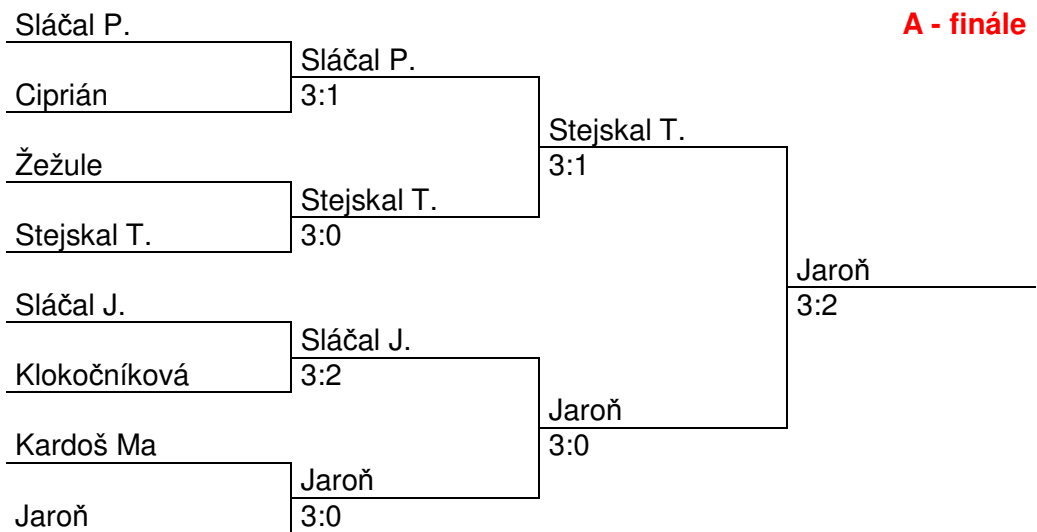 Sláčal P.
A - finále
Sláčal P.
Ciprián
3:1
Stejskal T.
Žežule
3:1
Stejskal T.
Stejskal T.
3:0
Jaroň
Sláčal J.
3:2
Sláčal J.
Klokočníková
3:2
Jaroň
Kardoš Ma
3:0
Jaroň
Jaroň
3:0